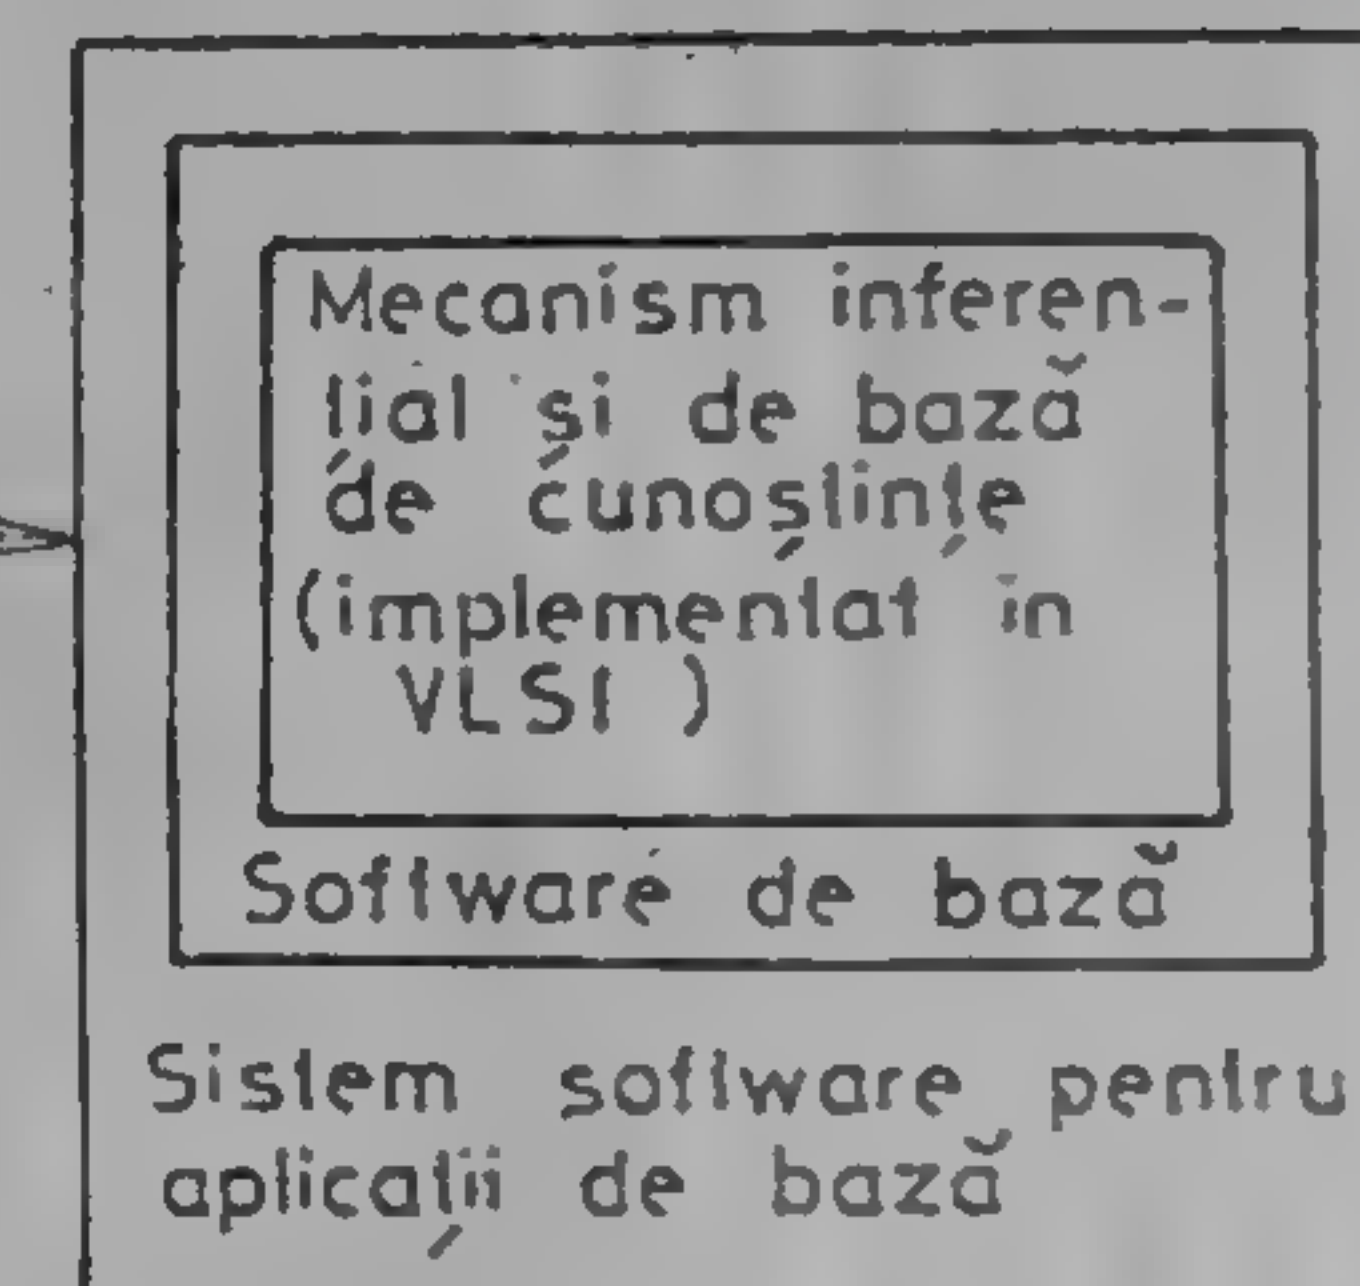 Mecanism inferen-
țial și de bază
de cunoștințe
(implementat în
VLSI )
Software de bază
Sistem software pentru
aplicații de bază